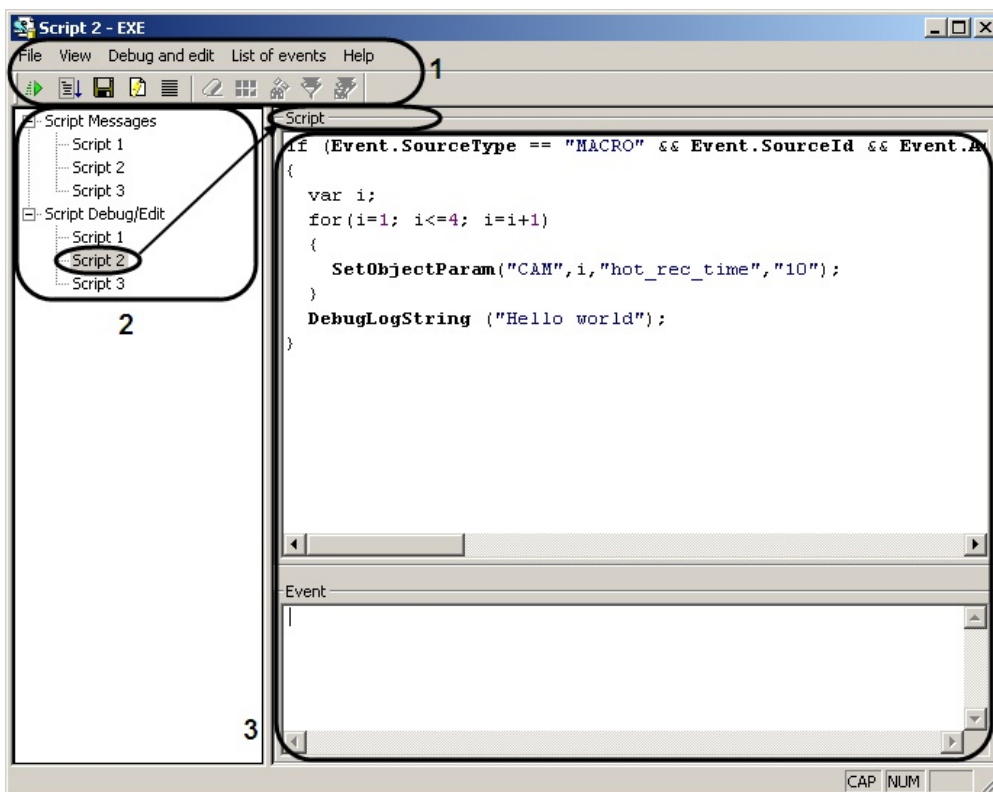 Script 2 - EXE
File View Debug and edit List of events Help
1
Script Messages
Script 1
Script 2
Script 3
Script Debug/Edit
Script 1
Script 2
Script 3
2
3
Script
if (Event.SourceType == "MACRO" && Event.SourceId && Event.A
{
var i;
for(i=1; i<=4; i=i+1)
{
SetObjectParam("CAM",i,"hot_rec_time","10");
}
DebugLogString ("Hello world");
}
Event
CAP NUM